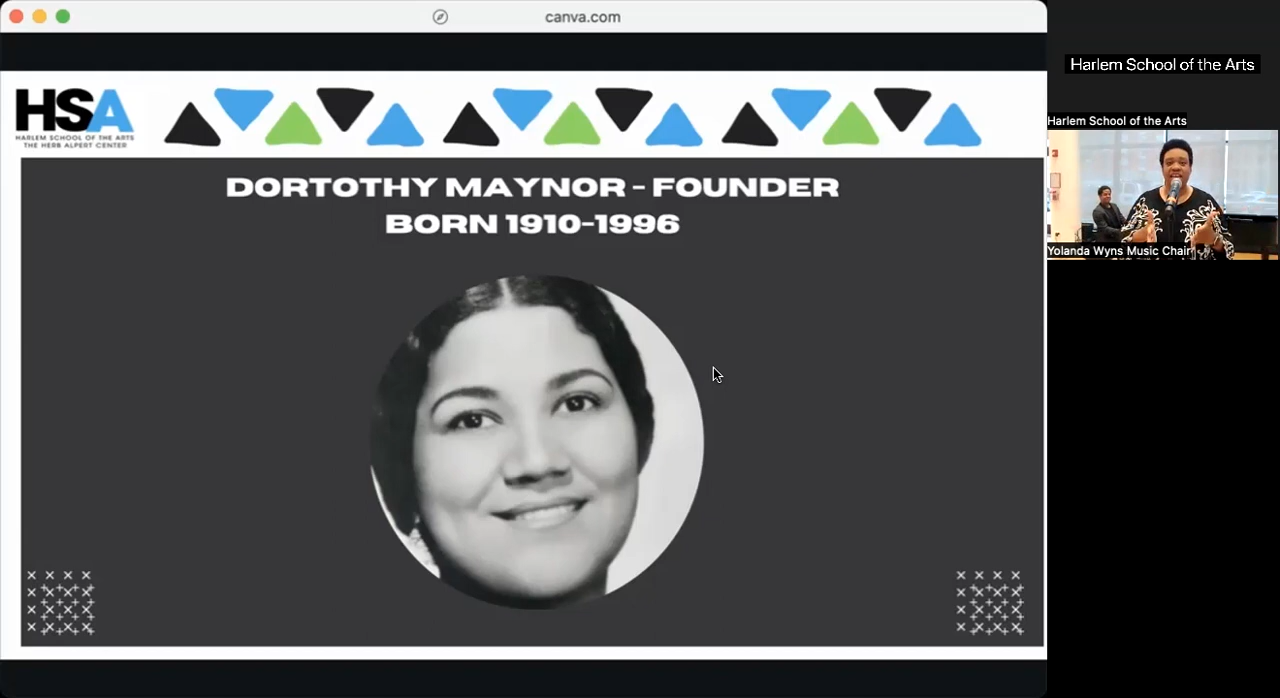 canva.com
HSA
HARLEM SCHOOL OF THE ARTS
THE HERB ALPERT CENTER
DORTOTHY MAYNOR - FOUNDER
BORN 1910-1996
Harlem School of the Arts
Harlem School of the Arts
Yolanda Wyns Music Chair